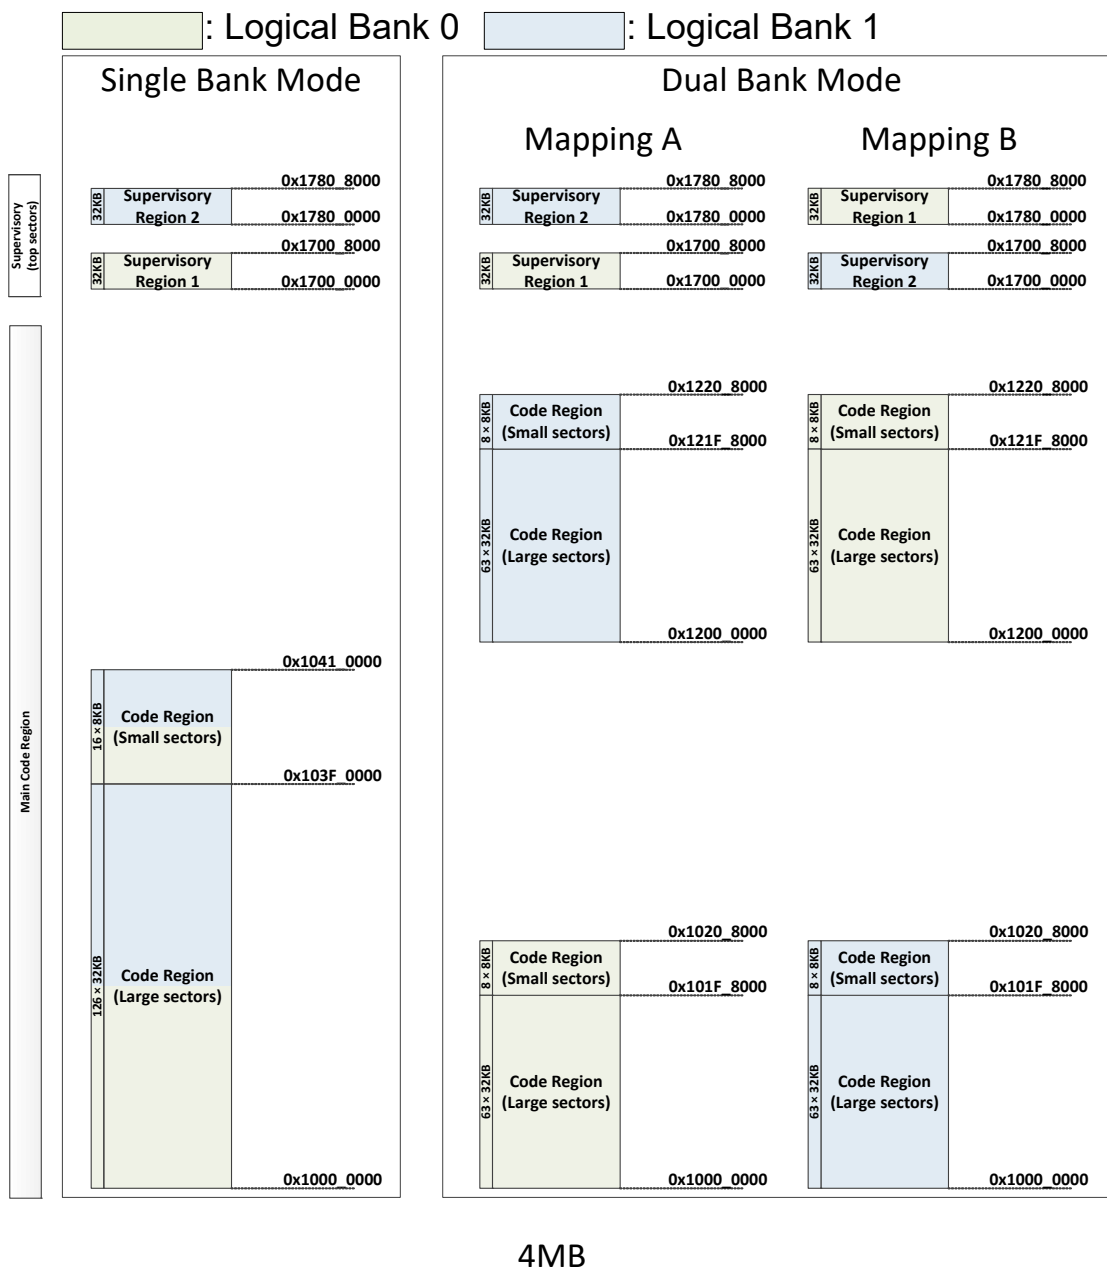 : Logical Bank 0
: Logical Bank 1
Single Bank Mode
Dual Bank Mode
Mapping A
Mapping B
Supervisory
(top sectors)
Main Code Region
32KB
Supervisory
Region 2
0x1780_8000
0x1780_0000
32KB
Supervisory
Region 1
0x1700_8000
0x1700_0000
16 × 8KB
Code Region
(Small sectors)
0x1041_0000
0x103F_0000
126 × 32KB
Code Region
(Large sectors)
0x1000_0000
32KB
Supervisory
Region 2
0x1780_8000
0x1780_0000
32KB
Supervisory
Region 1
0x1700_8000
0x1700_0000
8 × 8KB
Code Region
(Small sectors)
0x1220_8000
0x121F_8000
63 × 32KB
Code Region
(Large sectors)
0x1200_0000
8 × 8KB
Code Region
(Small sectors)
0x1020_8000
0x101F_8000
63 × 32KB
Code Region
(Large sectors)
0x1000_0000
32KB
Supervisory
Region 1
0x1780_8000
0x1780_0000
32KB
Supervisory
Region 2
0x1700_8000
0x1700_0000
8 × 8KB
Code Region
(Small sectors)
0x1220_8000
0x121F_8000
63 × 32KB
Code Region
(Large sectors)
0x1200_0000
8 × 8KB
Code Region
(Small sectors)
0x1020_8000
0x101F_8000
63 × 32KB
Code Region
(Large sectors)
0x1000_0000
4MB